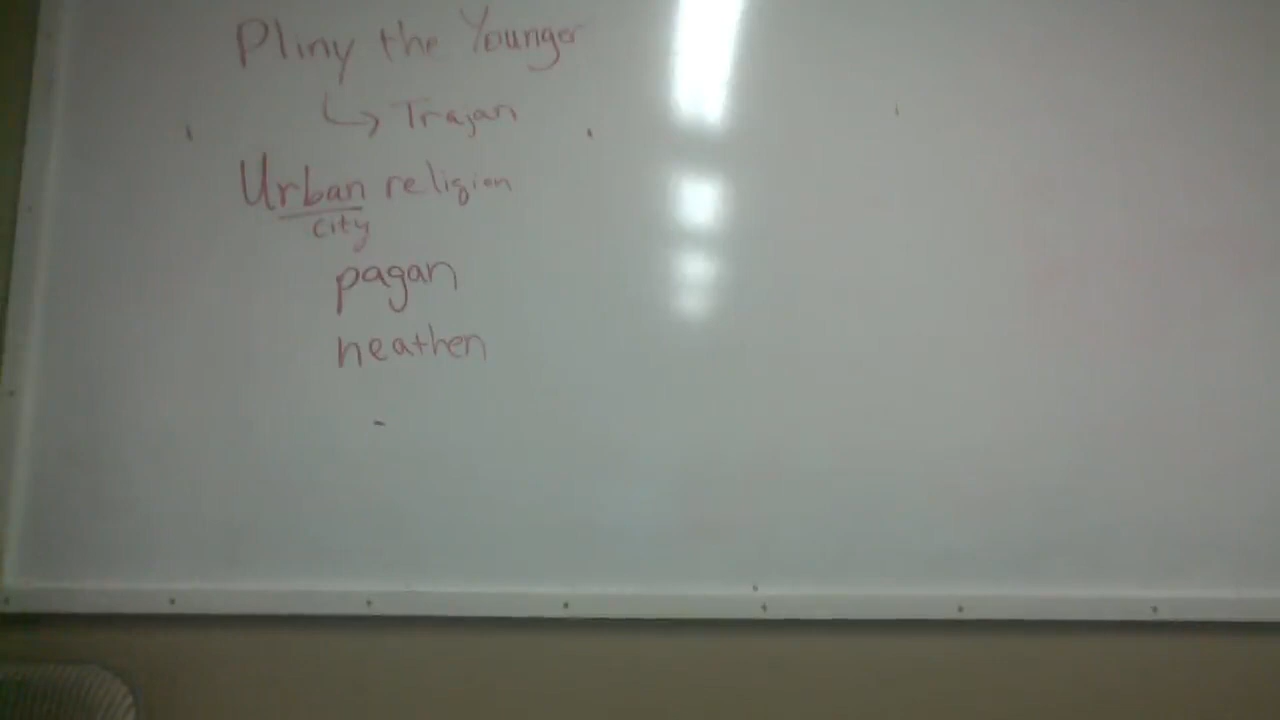 Pliny the Younger
↳ Trajan
Urban religion
city
pagan
heathen